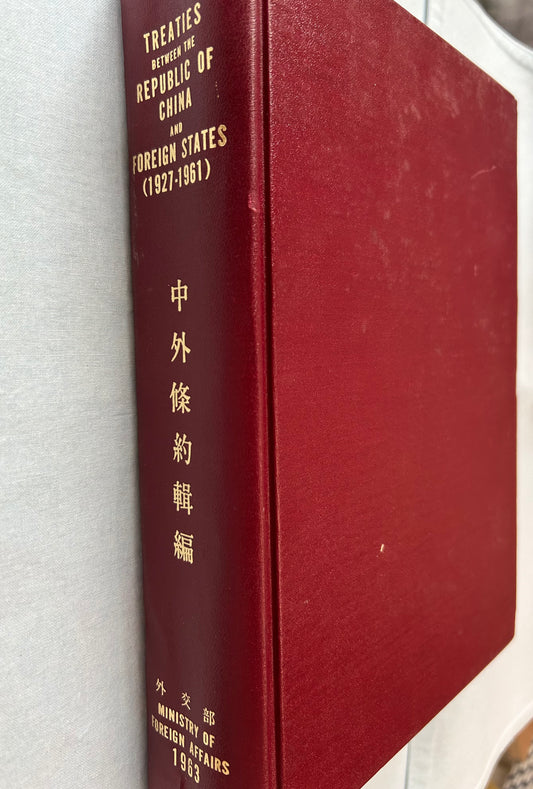 TREATIES
BETWEEN THE
REPUBLIC OF
CHINA
AND
FOREIGN STATES
(1927-1961)
中外條約輯編
外交部
MINISTRY OF
FOREIGN AFFAIRS
1963